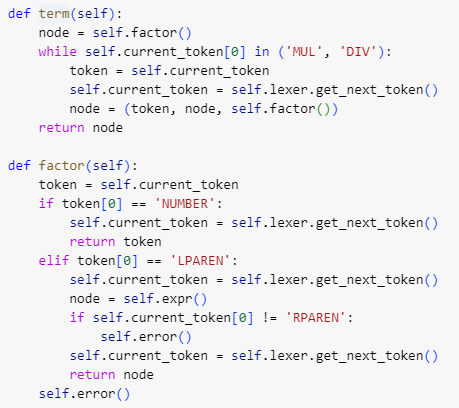 def term(self):
    node = self.factor()
    while self.current_token[0] in ('MUL', 'DIV'):
        token = self.current_token
        self.current_token = self.lexer.get_next_token()
        node = (token, node, self.factor())
    return node

def factor(self):
    token = self.current_token
    if token[0] == 'NUMBER':
        self.current_token = self.lexer.get_next_token()
        return token
    elif token[0] == 'LPAREN':
        self.current_token = self.lexer.get_next_token()
        node = self.expr()
        if self.current_token[0] != 'RPAREN':
            self.error()
        self.current_token = self.lexer.get_next_token()
        return node
    self.error()